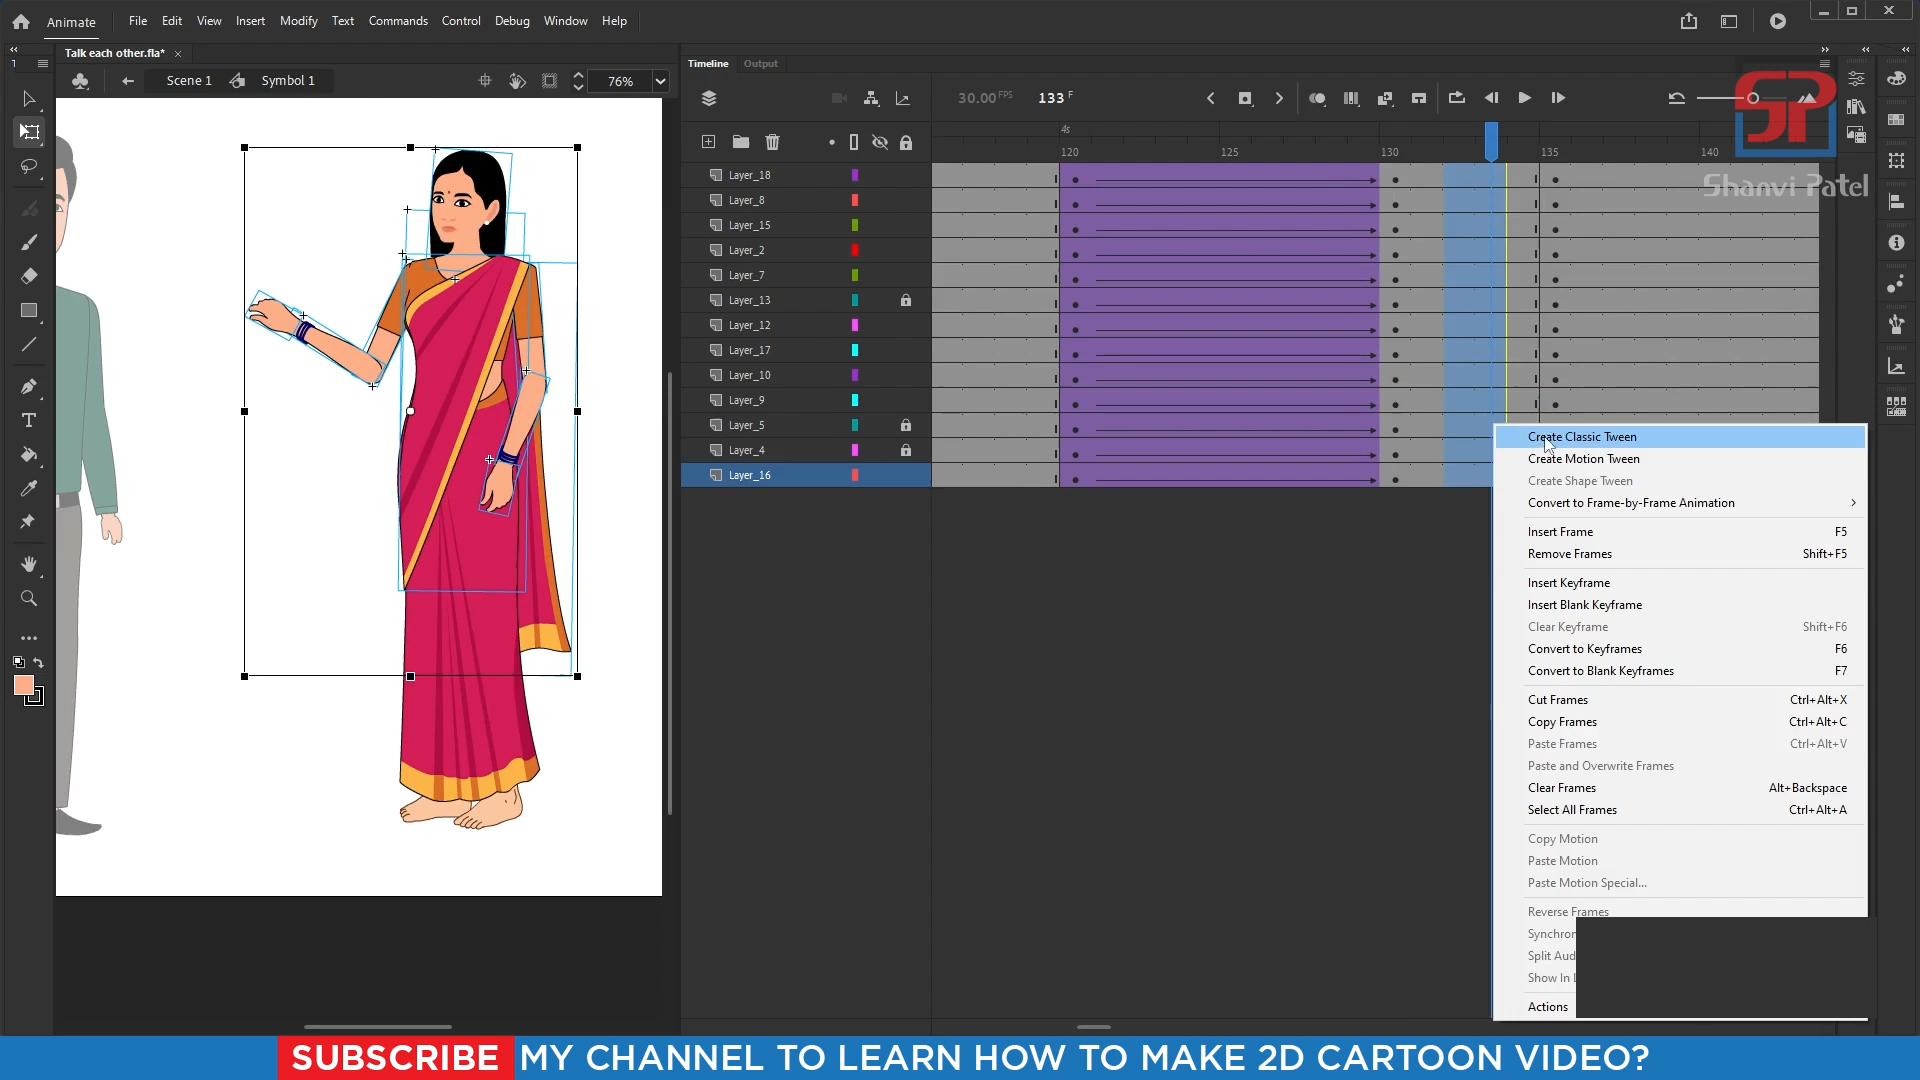 Animate
File Edit View Insert Modify Text Commands Control Debug Window Help
Talk each other.fla*
Scene 1 Symbol 1 76%
Timeline Output
30.00 FPS 133 F
4s
120 125 130 135 140
SP
Shanvi Patel
Layer_18
Layer_8
Layer_15
Layer_2
Layer_7
Layer_13
Layer_12
Layer_17
Layer_10
Layer_9
Layer_5
Layer_4
Layer_16
Create Classic Tween
Create Motion Tween
Create Shape Tween
Convert to Frame-by-Frame Animation
Insert Frame F5
Remove Frames Shift+F5
Insert Keyframe
Insert Blank Keyframe
Clear Keyframe Shift+F6
Convert to Keyframes F6
Convert to Blank Keyframes F7
Cut Frames Ctrl+Alt+X
Copy Frames Ctrl+Alt+C
Paste Frames Ctrl+Alt+V
Paste and Overwrite Frames
Clear Frames Alt+Backspace
Select All Frames Ctrl+Alt+A
Copy Motion
Paste Motion
Paste Motion Special...
Reverse Frames
Synchron
Split Aud
Show In
Actions
SUBSCRIBE MY CHANNEL TO LEARN HOW TO MAKE 2D CARTOON VIDEO?